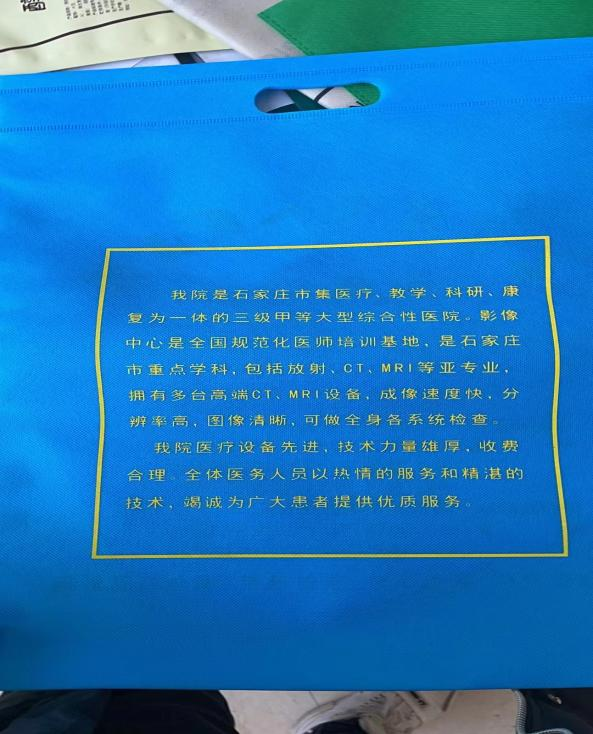 我院是石家庄市集医疗、教学、科研、康
复为一体的三级甲等大型综合性医院。影像
中心是全国规范化医师培训基地，是石家庄
市重点学科，包括放射、CT、MRI等亚专业，
拥有多台高端CT、MRI设备，成像速度快，分
辨率高，图像清晰，可做全身各系统检查。
我院医疗设备先进，技术力量雄厚，收费
合理。全体医务人员以热情的服务和精湛的
技术，竭诚为广大患者提供优质服务。